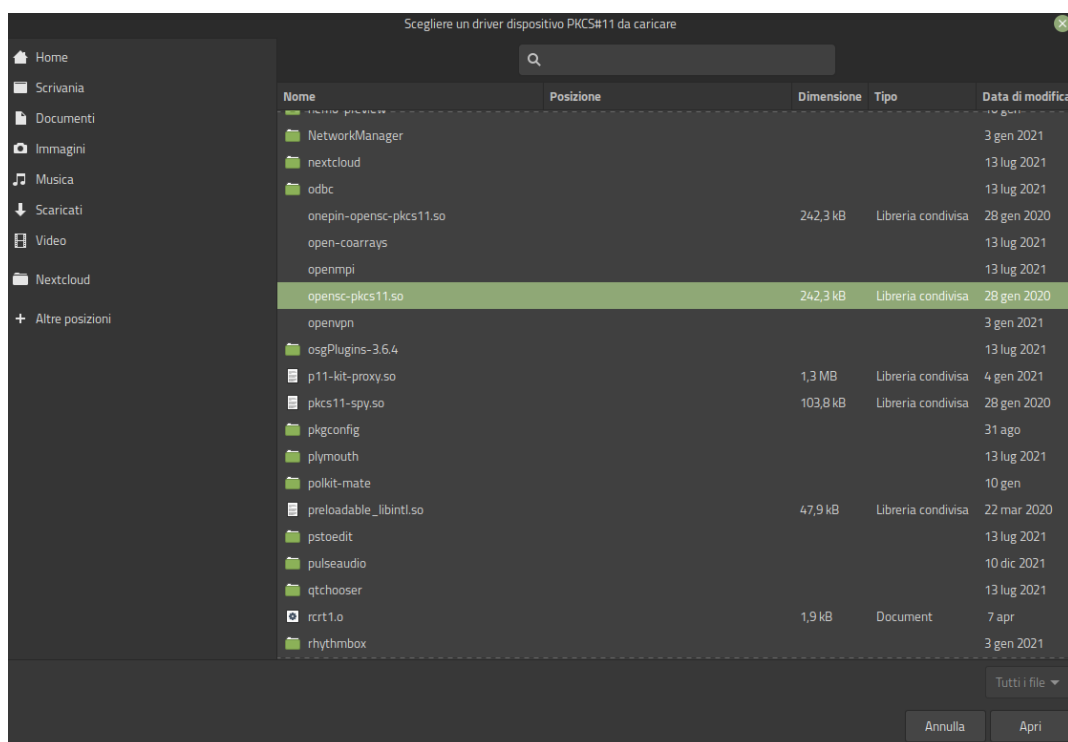 Scegliere un driver dispositivo PKCS#11 da caricare
Home
Scrivania
Documenti
Immagini
Musica
Scaricati
Video
Nextcloud
+ Altre posizioni
Nome Posizione Dimensione Tipo Data di modifica
NetworkManager 3 gen 2021
nextcloud 13 lug 2021
odbc 13 lug 2021
onepin-opensc-pkcs11.so 242,3 kB Libreria condivisa 28 gen 2020
open-coarrays 13 lug 2021
openmpi 13 lug 2021
opensc-pkcs11.so 242,3 kB Libreria condivisa 28 gen 2020
openvpn 3 gen 2021
osgPlugins-3.6.4 13 lug 2021
p11-kit-proxy.so 1,3 MB Libreria condivisa 4 gen 2021
pkcs11-spy.so 103,8 kB Libreria condivisa 28 gen 2020
pkgconfig 31 ago
plymouth 13 lug 2021
polkit-mate 10 gen
preloadable_libintl.so 47,9 kB Libreria condivisa 22 mar 2020
pstoedit 13 lug 2021
pulseaudio 10 dic 2021
qtchooser 13 lug 2021
rcrt1.o 1,9 kB Document 7 apr
rhythmbox 3 gen 2021
Tutti i file
Annulla Apri